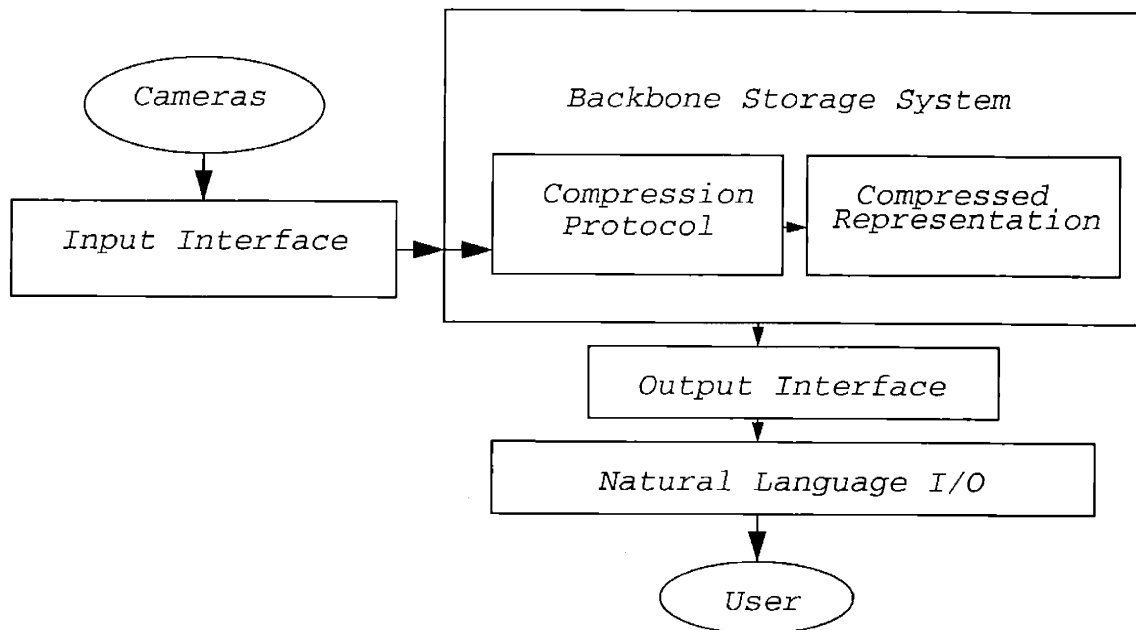 Cameras
Backbone Storage System
Input Interface
Compression
Protocol
Compressed
Representation
Output Interface
Natural Language I/O
User